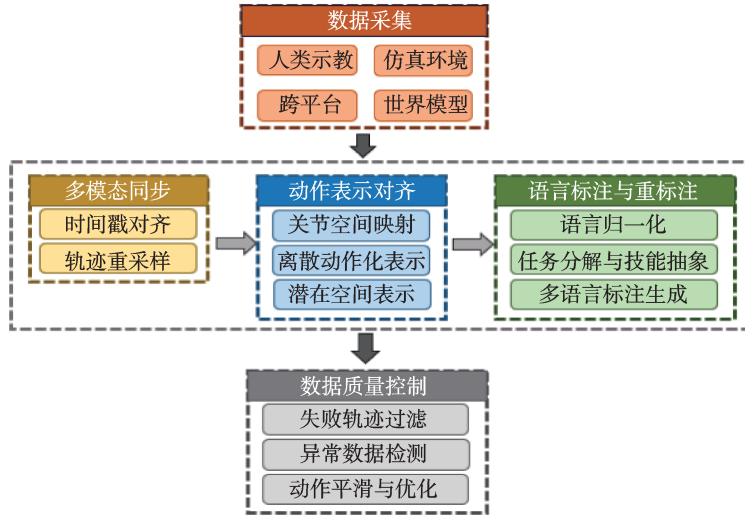 数据采集
人类示教
仿真环境
跨平台
世界模型
多模态同步
时间戳对齐
轨迹重采样
动作表示对齐
关节空间映射
离散动作化表示
潜在空间表示
语言标注与重标注
语言归一化
任务分解与技能抽象
多语言标注生成
数据质量控制
失败轨迹过滤
异常数据检测
动作平滑与优化